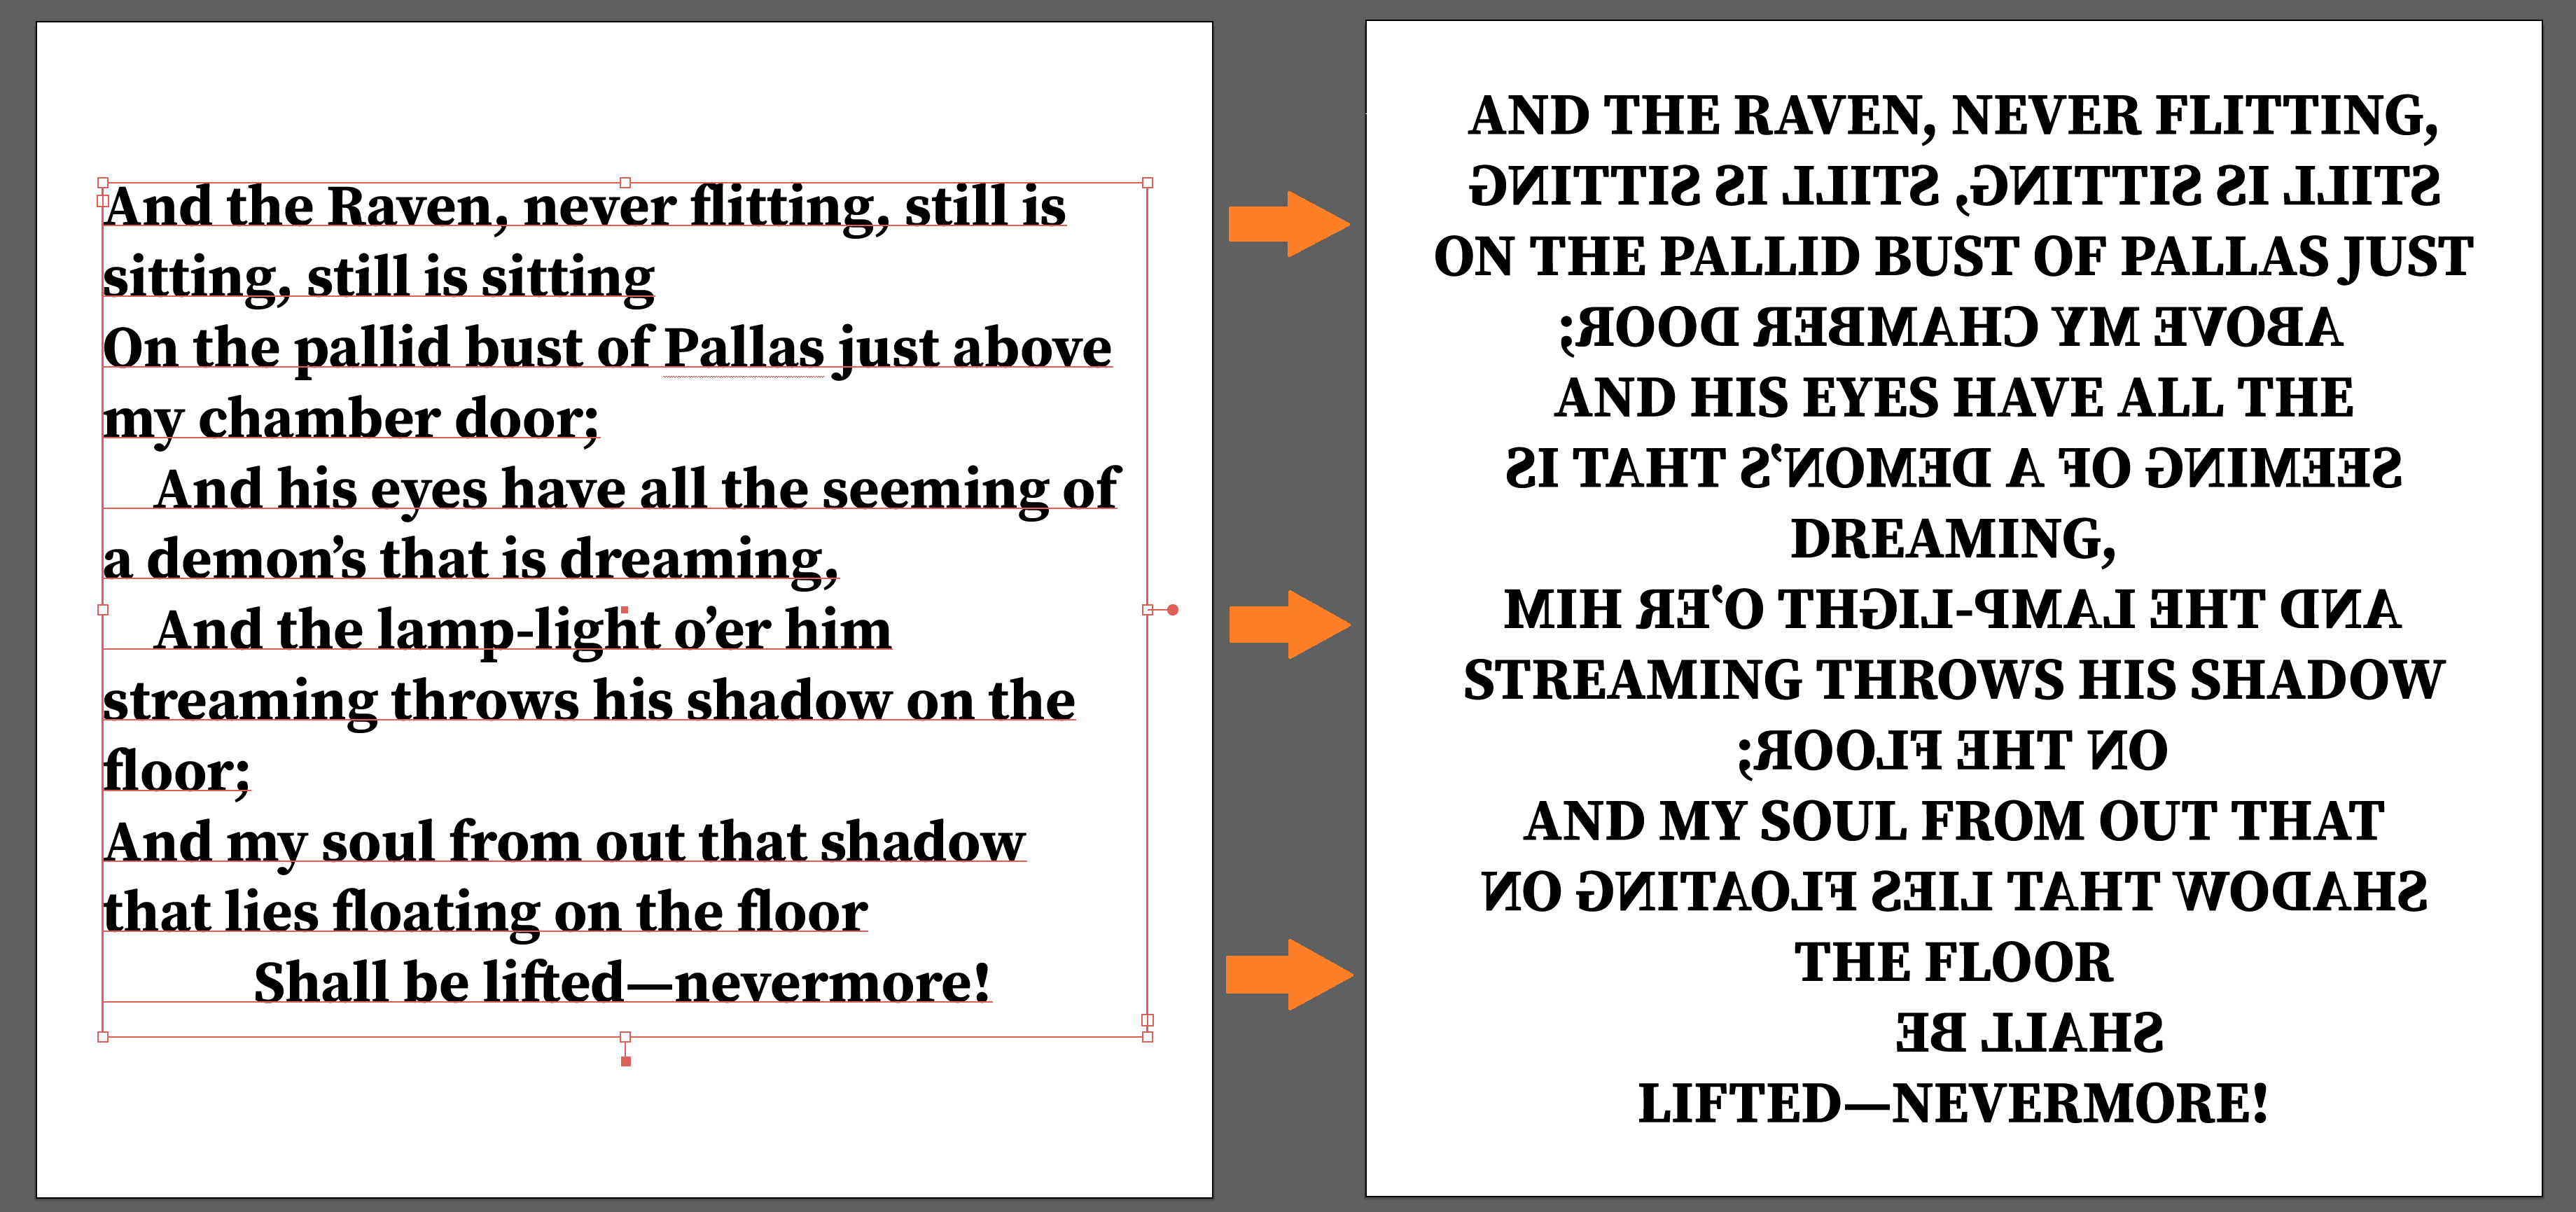 And the Raven, never flitting, still is
sitting, still is sitting
On the pallid bust of Pallas just above
my chamber door;
And his eyes have all the seeming of
a demon’s that is dreaming,
And the lamp-light o’er him
streaming throws his shadow on the
floor;
And my soul from out that shadow
that lies floating on the floor
Shall be lifted—nevermore!
AND THE RAVEN, NEVER FLITTING,
STILL IS SITTING, STILL IS SITTING
ON THE PALLID BUST OF PALLAS JUST
ABOVE MY CHAMBER DOOR;
AND HIS EYES HAVE ALL THE
SEEMING OF A DEMON’S THAT IS
DREAMING,
AND THE LAMP-LIGHT O’ER HIM
STREAMING THROWS HIS SHADOW
ON THE FLOOR;
AND MY SOUL FROM OUT THAT
SHADOW THAT LIES FLOATING ON
THE FLOOR
SHALL BE
LIFTED—NEVERMORE!